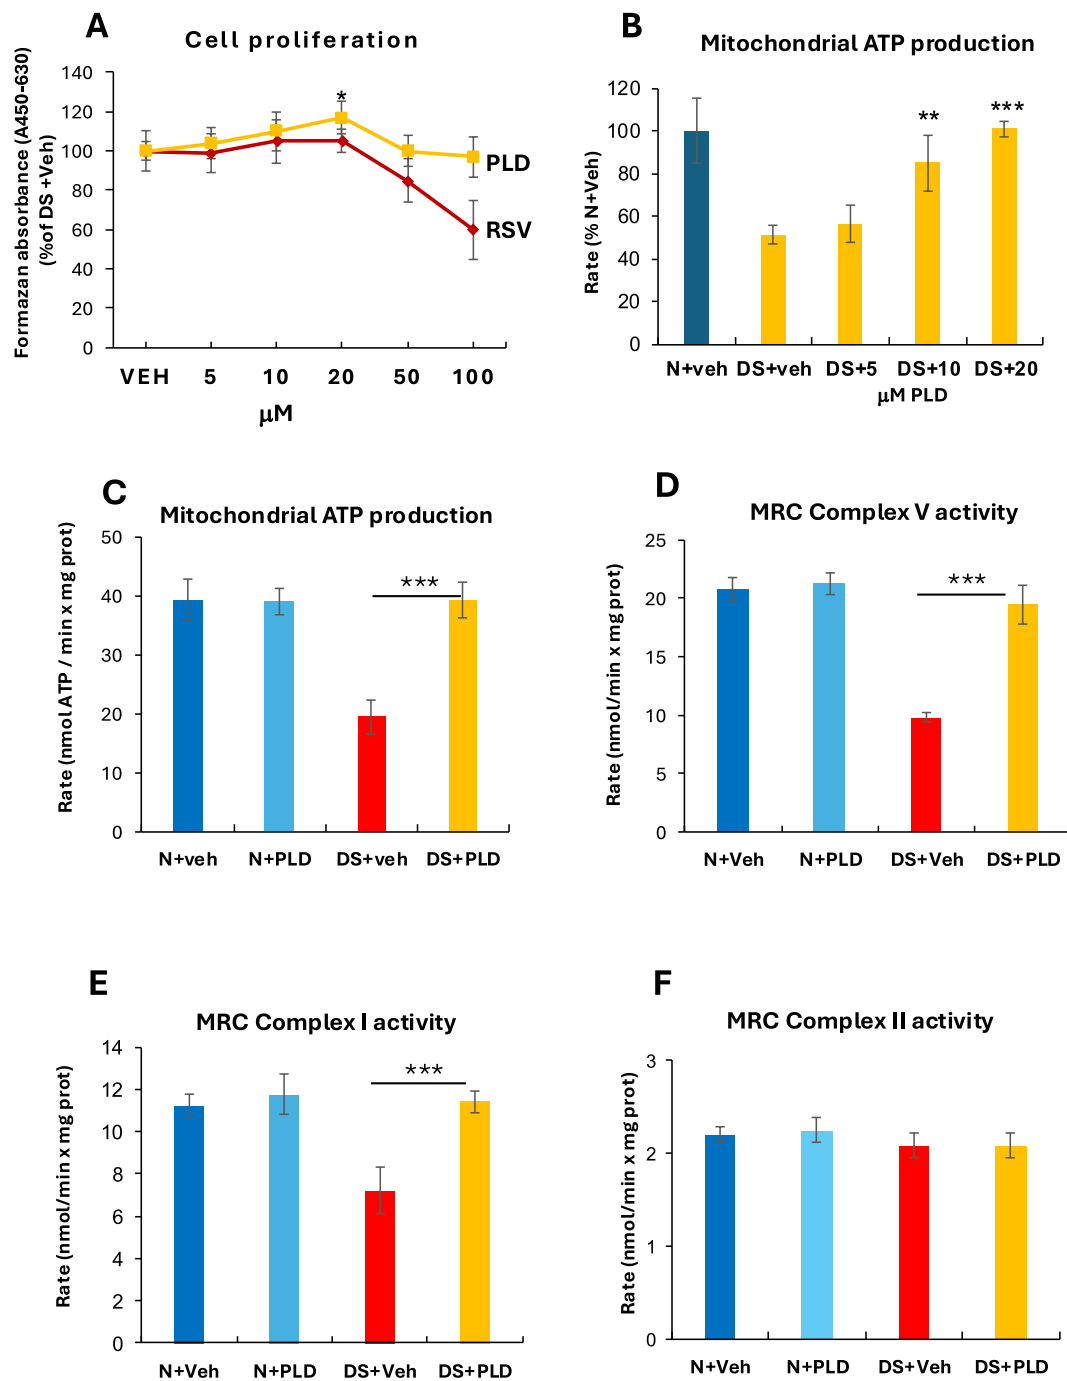 A
Cell proliferation
Formazan absorbance (A450-630)
(%of DS +Veh)
140
120
100
80
60
40
20
0
*
PLD
RSV
VEH 5 10 20 50 100
µM
B
Mitochondrial ATP production
Rate (% N+Veh)
120
100
80
60
40
20
0
** ***
N+veh DS+veh DS+5 DS+10 DS+20
µM PLD
C
Mitochondrial ATP production
Rate (nmol ATP / min x mg prot)
50
40
30
20
10
0
***
N+veh N+PLD DS+veh DS+PLD
D
MRC Complex V activity
Rate (nmol/min x mg prot)
25
20
15
10
5
0
***
N+Veh N+PLD DS+Veh DS+PLD
E
MRC Complex I activity
Rate (nmol/min x mg prot)
14
12
10
8
6
4
2
0
***
N+Veh N+PLD DS+Veh DS+PLD
F
MRC Complex II activity
Rate (nmol/min x mg prot)
3
2
1
0
N+Veh N+PLD DS+Veh DS+PLD